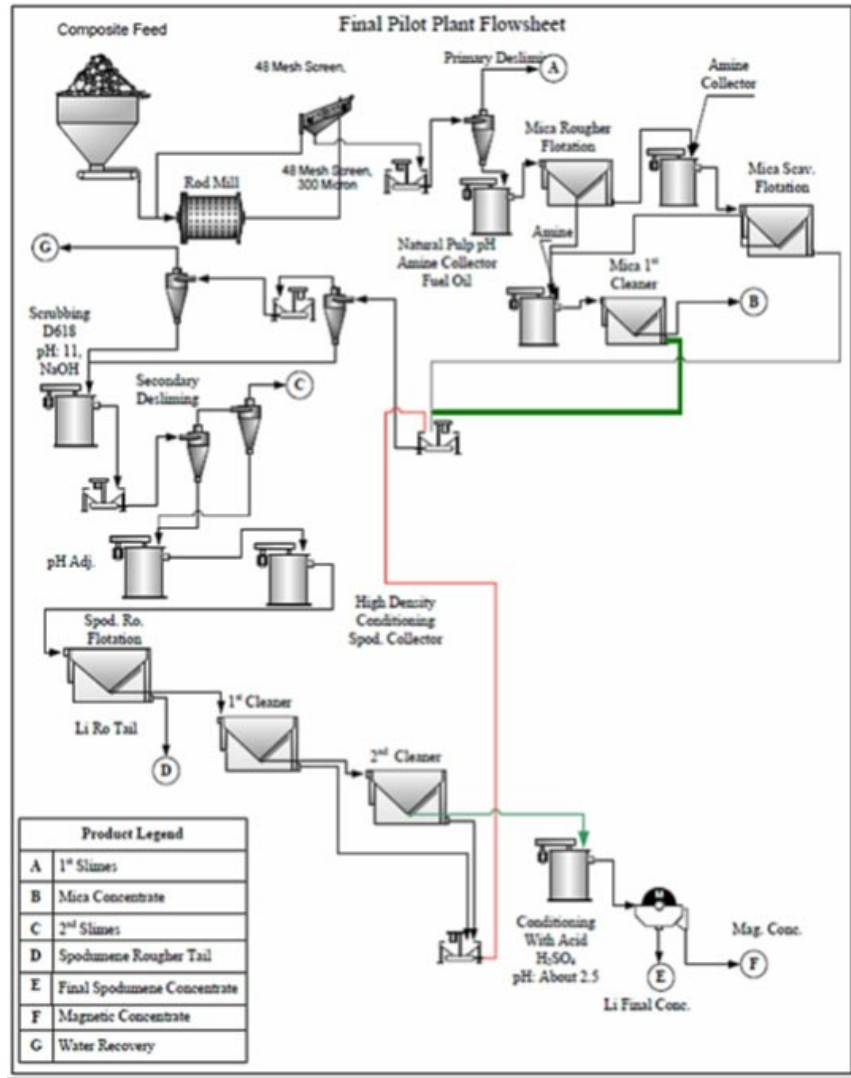 Final Pilot Plant Flowsheet
Composite Feed
48 Mesh Screen,
Primary Desliming
A
Amine
Collector
Mica Rougher
Flotation
48 Mesh Screen,
300 Micron
Rod Mill
Mica Scav.
Flotation
G
Natural Pulp pH
Amine Collector
Fuel Oil
Amine
Mica 1st
Cleaner
B
Scrubbing
D618
pH: 11,
NaOH
Secondary
Desliming
C
pH Adj.
High Density
Conditioning
Spod. Collector
Spod. Ro.
Flotation
1st Cleaner
Li Ro Tail
D
2nd Cleaner
Product Legend
A 1st Slimes
B Mica Concentrate
C 2nd Slimes
D Spodumene Rougher Tail
E Final Spodumene Concentrate
F Magnetic Concentrate
G Water Recovery
Conditioning
With Acid
H2SO4
pH: About 2.5
M
Mag. Conc.
F
E
Li Final Conc.